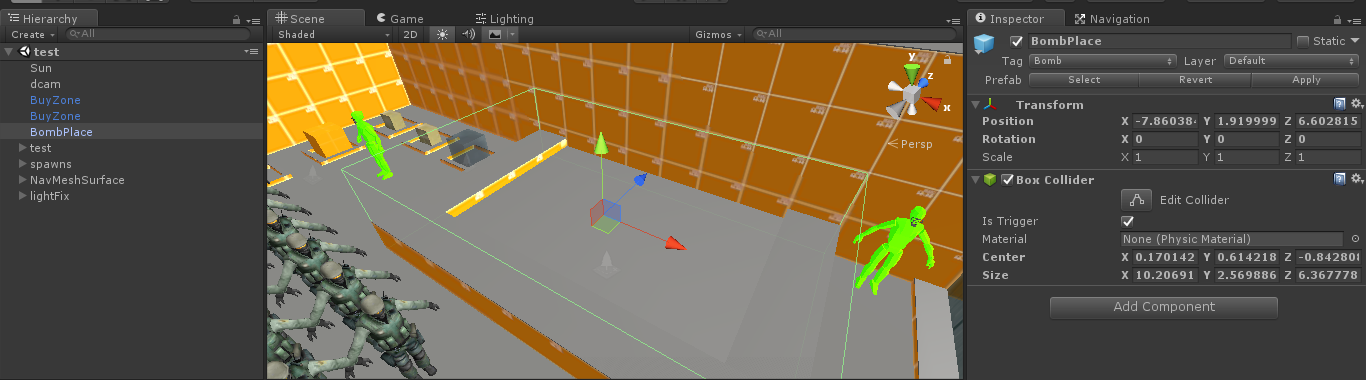 Hierarchy
Create All
test
Sun
dcam
BuyZone
BuyZone
BombPlace
test
spawns
NavMeshSurface
lightFix
Scene Game Lighting
Shaded 2D Gizmos All
y
z
x
Persp
Inspector Navigation
BombPlace Static
Tag Bomb Layer Default
Prefab Select Revert Apply
Transform
Position X -7.860384 Y 1.919999 Z 6.602815
Rotation X 0 Y 0 Z 0
Scale X 1 Y 1 Z 1
Box Collider
Edit Collider
Is Trigger
Material None (Physic Material)
Center X 0.170142 Y 0.614218 Z -0.842801
Size X 10.20691 Y 2.569886 Z 6.367778
Add Component